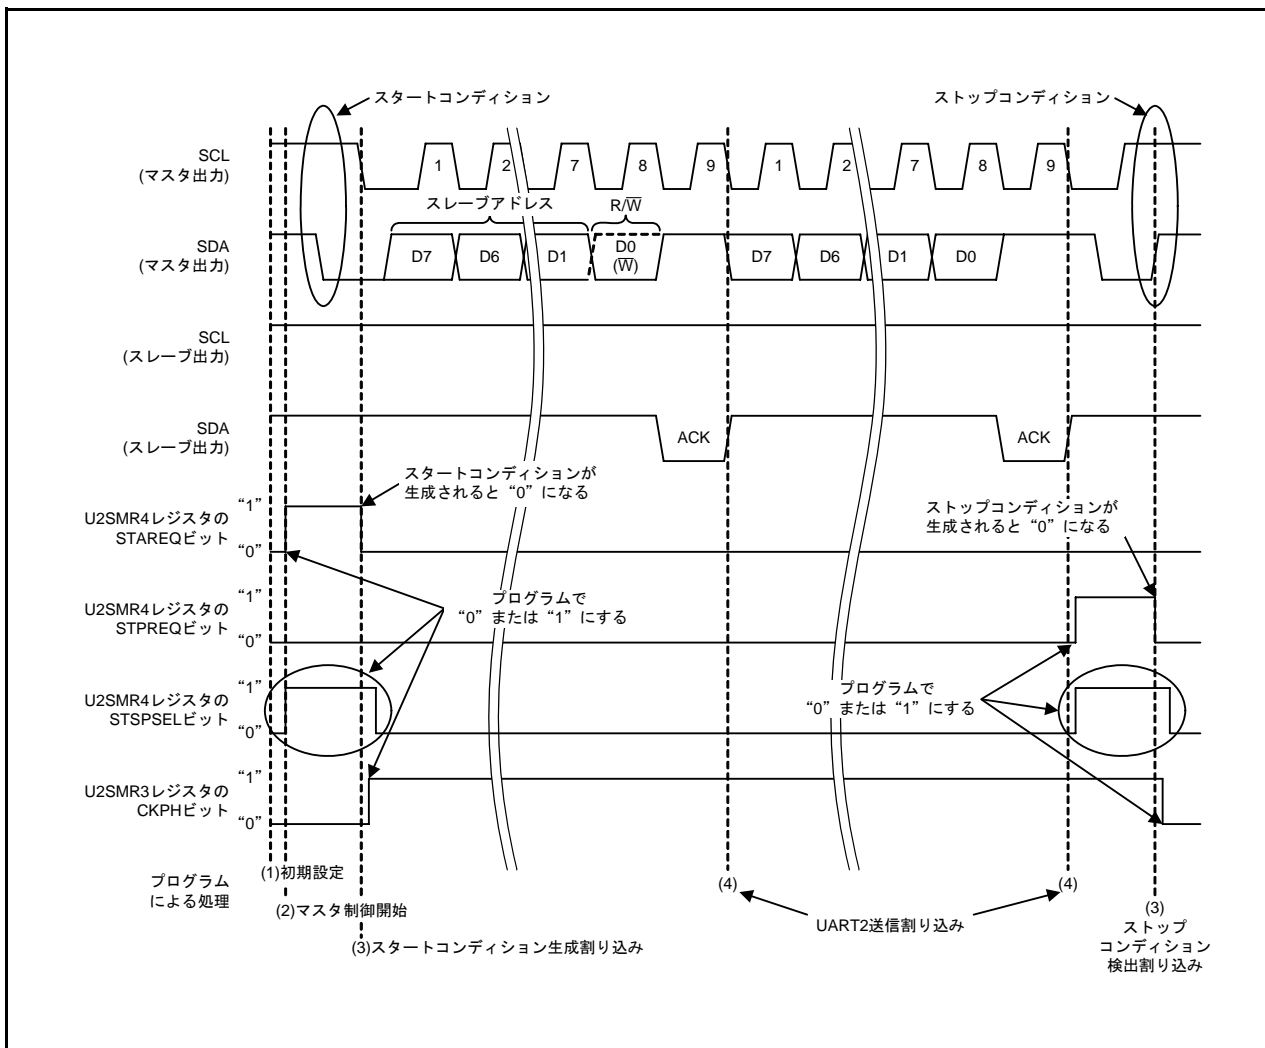 スタートコンディション
ストップコンディション
SCL
(マスタ出力)
1
2
7
8
9
1
2
7
8
9
スレーブアドレス
R/W̅
SDA
(マスタ出力)
D7
D6
D1
D0
(W̅)
D7
D6
D1
D0
SCL
(スレーブ出力)
SDA
(スレーブ出力)
ACK
ACK
スタートコンディションが
生成されると“0”になる
U2SMR4レジスタの
STAREQビット
“1”
“0”
ストップコンディションが
生成されると“0”になる
U2SMR4レジスタの
STPREQビット
“1”
“0”
プログラムで
“0”または“1”にする
U2SMR4レジスタの
STSPSELビット
“1”
“0”
プログラムで
“0”または“1”にする
U2SMR3レジスタの
CKPHビット
“1”
“0”
プログラム
による処理
(1)初期設定
(2)マスタ制御開始
(3)スタートコンディション生成割り込み
(4)
(4)
UART2送信割り込み
(3)
ストップ
コンディション
検出割り込み